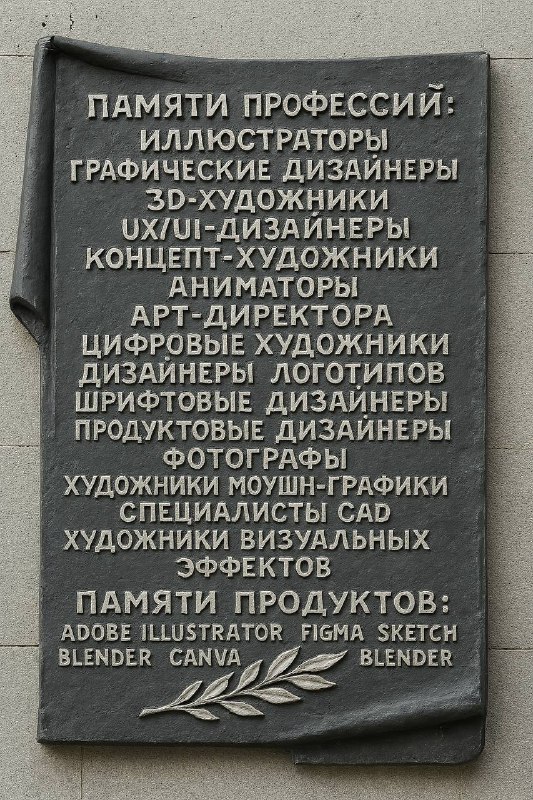 ПАМЯТИ ПРОФЕССИЙ:
ИЛЛЮСТРАТОРЫ
ГРАФИЧЕСКИЕ ДИЗАЙНЕРЫ
3D-ХУДОЖНИКИ
UX/UI-ДИЗАЙНЕРЫ
КОНЦЕПТ-ХУДОЖНИКИ
АНИМАТОРЫ
АРТ-ДИРЕКТОРА
ЦИФРОВЫЕ ХУДОЖНИКИ
ДИЗАЙНЕРЫ ЛОГОТИПОВ
ШРИФТОВЫЕ ДИЗАЙНЕРЫ
ПРОДУКТОВЫЕ ДИЗАЙНЕРЫ
ФОТОГРАФЫ
ХУДОЖНИКИ МОУШН-ГРАФИКИ
СПЕЦИАЛИСТЫ CAD
ХУДОЖНИКИ ВИЗУАЛЬНЫХ
ЭФФЕКТОВ
ПАМЯТИ ПРОДУКТОВ:
ADOBE ILLUSTRATOR FIGMA SKETCH
BLENDER CANVA BLENDER